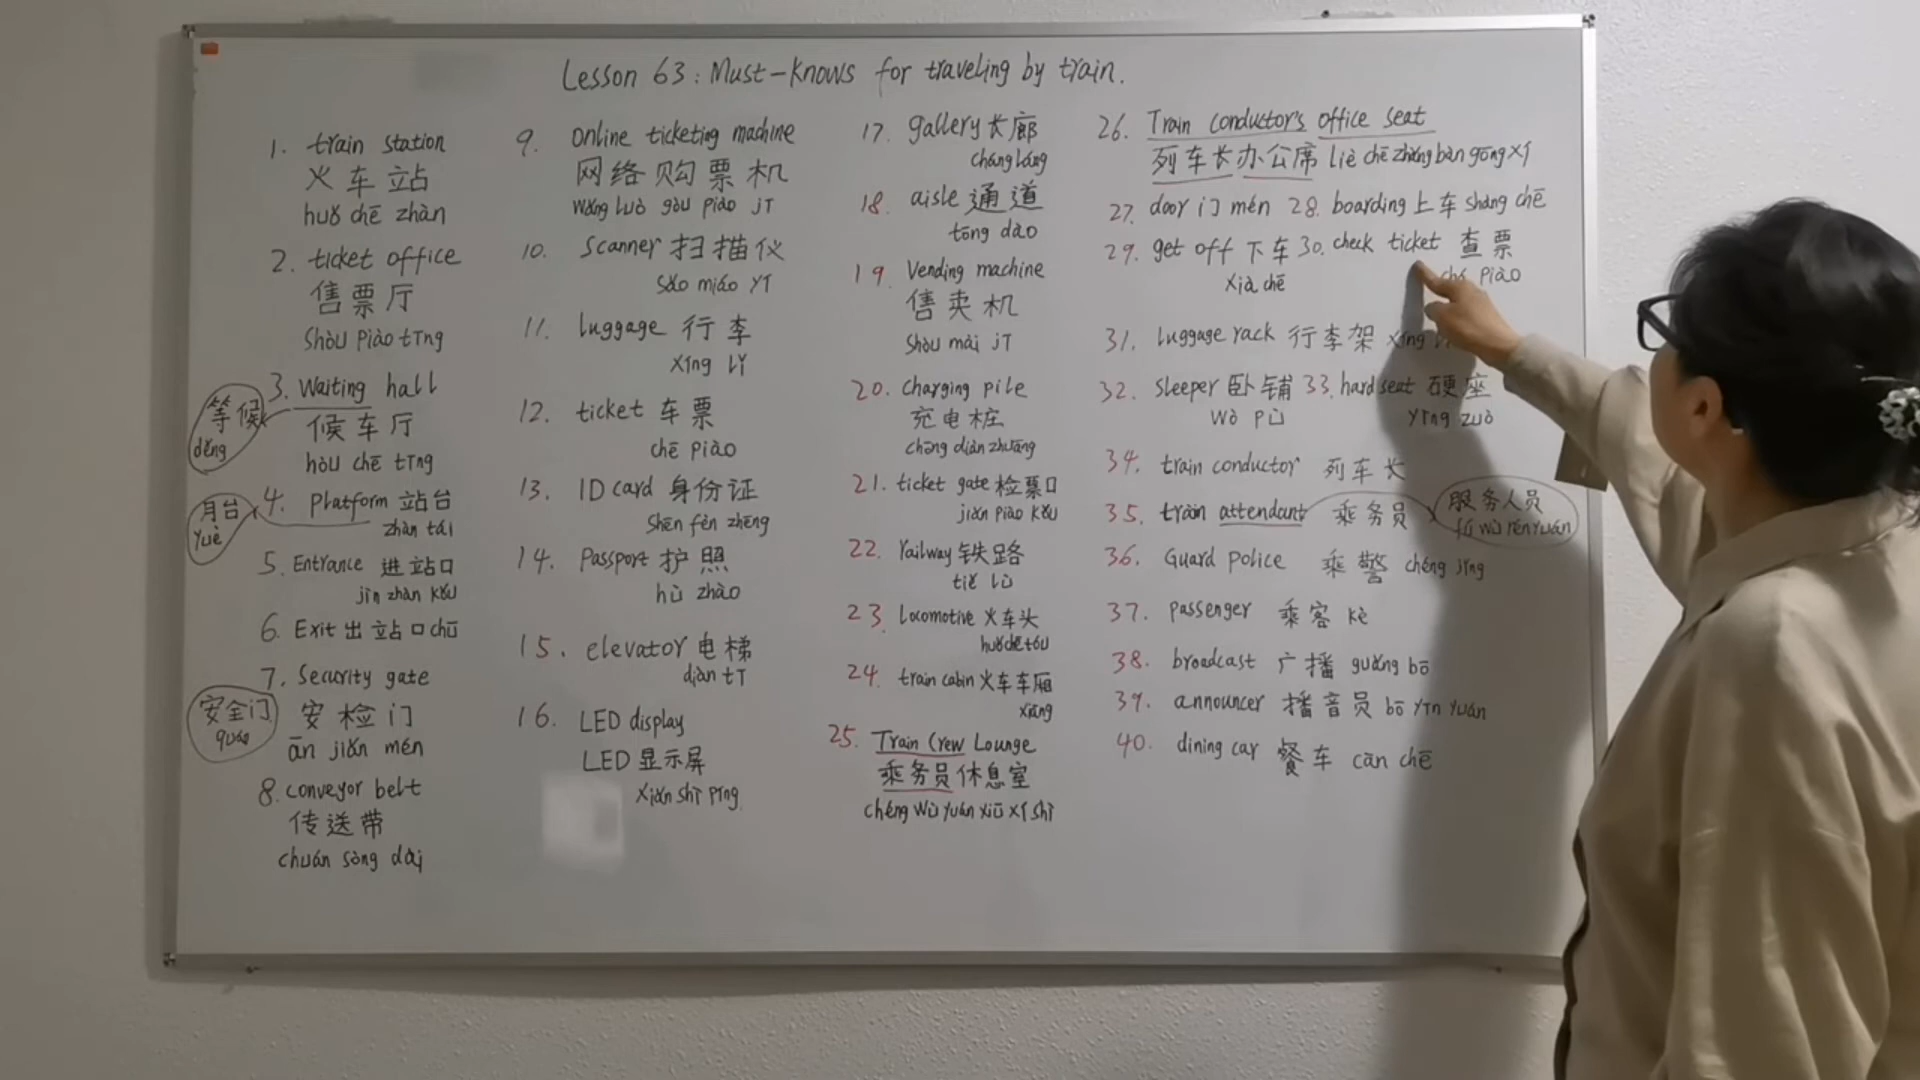 Lesson 63: Must-Knows for traveling by train.
1. train station
火车站
huǒ chē zhàn
2. ticket office
售票厅
Shòu piào tīng
3. Waiting hall
等候
děng
候车厅
hòu chē tīng
4. Platform 站台
zhàn tái
月台
yuè
5. Entrance 进站口
jìn zhàn kǒu
6. Exit 出站口 chū
7. Security gate
安全门
quán
安检门
ān jiǎn mén
8. conveyor belt
传送带
chuán sòng dài
9. Online ticketing machine
网络购票机
wǎng luò gòu piào jī
10. Scanner 扫描仪
sǎo miáo yí
11. luggage 行李
xíng lǐ
12. ticket 车票
chē piào
13. ID card 身份证
shēn fèn zhèng
14. Passport 护照
hù zhào
15. elevator 电梯
diàn tī
16. LED display
LED 显示屏
xiǎn shì píng
17. gallery 长廊
cháng láng
18. aisle 通道
tōng dào
19. Vending machine
售卖机
shòu mài jī
20. Charging pile
充电桩
chōng diàn zhuāng
21. ticket gate 检票口
jiǎn piào kǒu
22. railway 铁路
tiě lù
23. locomotive 火车头
huǒ chē tóu
24. train cabin 火车车厢
xiāng
25. Train Crew Lounge
乘务员休息室
chéng wù yuán xiū xī shì
26. Train conductor's office seat
列车长办公席 liè chē zhǎng bàn gōng xí
27. door 门 mén 28. boarding 上车 shàng chē
29. get off 下车 30. check ticket 查票
xià chē piào
31. luggage rack 行李架 xíng
32. Sleeper 卧铺 33. hard seat 硬座
wò pù yìng zuò
34. train conductor 列车长
35. train attendant 乘务员 服务人员
fú wù rén yuán
36. Guard Police 乘警 chéng jǐng
37. passenger 乘客 kè
38. broadcast 广播 guǎng bō
39. announcer 播音员 bō yīn yuán
40. dining car 餐车 cān chē